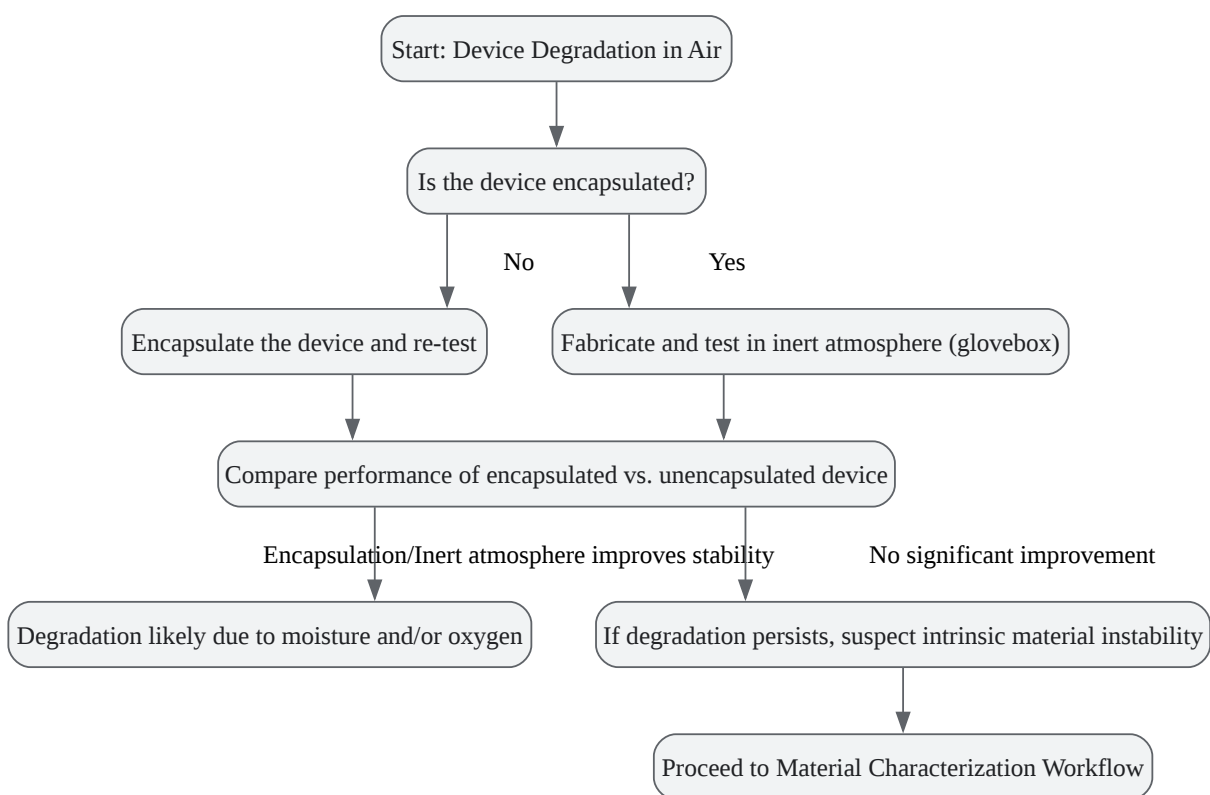 Start: Device Degradation in Air
Is the device encapsulated?
No
Yes
Encapsulate the device and re-test
Fabricate and test in inert atmosphere (glovebox)
Compare performance of encapsulated vs. unencapsulated device
Encapsulation/Inert atmosphere improves stability
No significant improvement
Degradation likely due to moisture and/or oxygen
If degradation persists, suspect intrinsic material instability
Proceed to Material Characterization Workflow